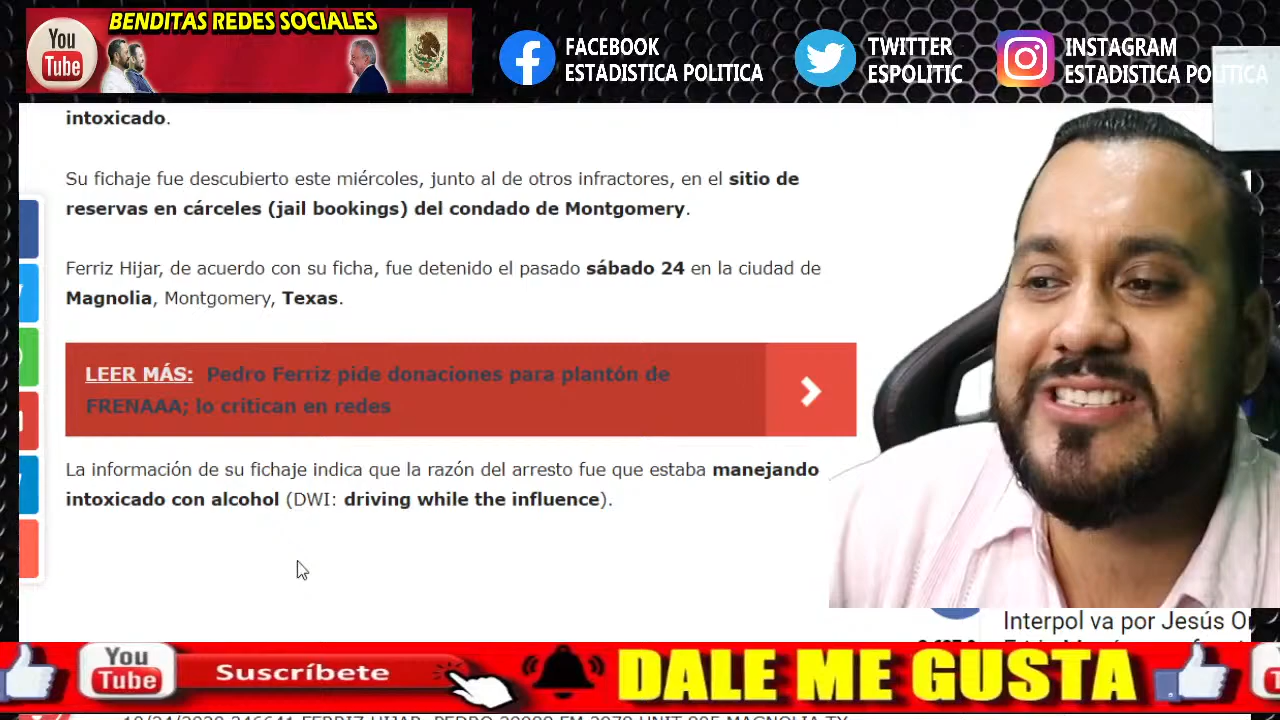 BENDITAS REDES SOCIALES
You
Tube
FACEBOOK
ESTADISTICA POLITICA
TWITTER
ESPOLITIC
INSTAGRAM
ESTADISTICA POLITICA
intoxicado.
Su fichaje fue descubierto este miércoles, junto al de otros infractores, en el sitio de
reservas en cárceles (jail bookings) del condado de Montgomery.
Ferriz Hijar, de acuerdo con su ficha, fue detenido el pasado sábado 24 en la ciudad de
Magnolia, Montgomery, Texas.
LEER MÁS: Pedro Ferriz pide donaciones para plantón de
FRENAAA; lo critican en redes
La información de su fichaje indica que la razón del arresto fue que estaba manejando
intoxicado con alcohol (DWI: driving while the influence).
Interpol va por Jesús Or
You
Tube
Suscríbete
DALE ME GUSTA